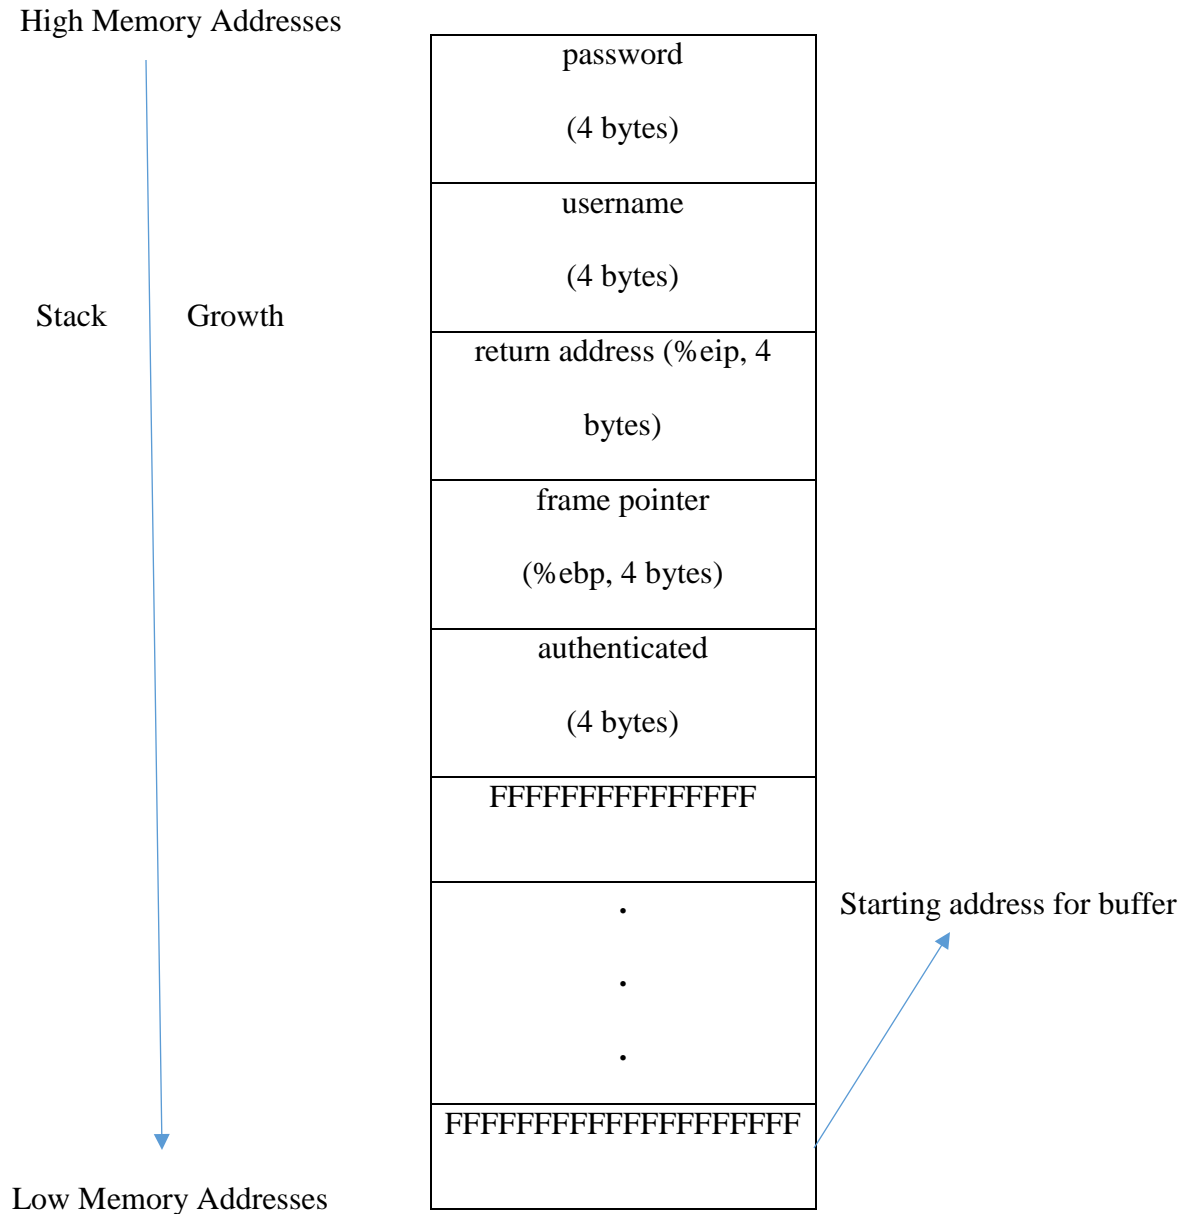 High Memory Addresses
password
(4 bytes)
username
(4 bytes)
Stack Growth
return address (%eip, 4
bytes)
frame pointer
(%ebp, 4 bytes)
authenticated
(4 bytes)
FFFFFFFFFFFFFFF
.
Starting address for buffer
.
.
FFFFFFFFFFFFFFFFFFFF
Low Memory Addresses